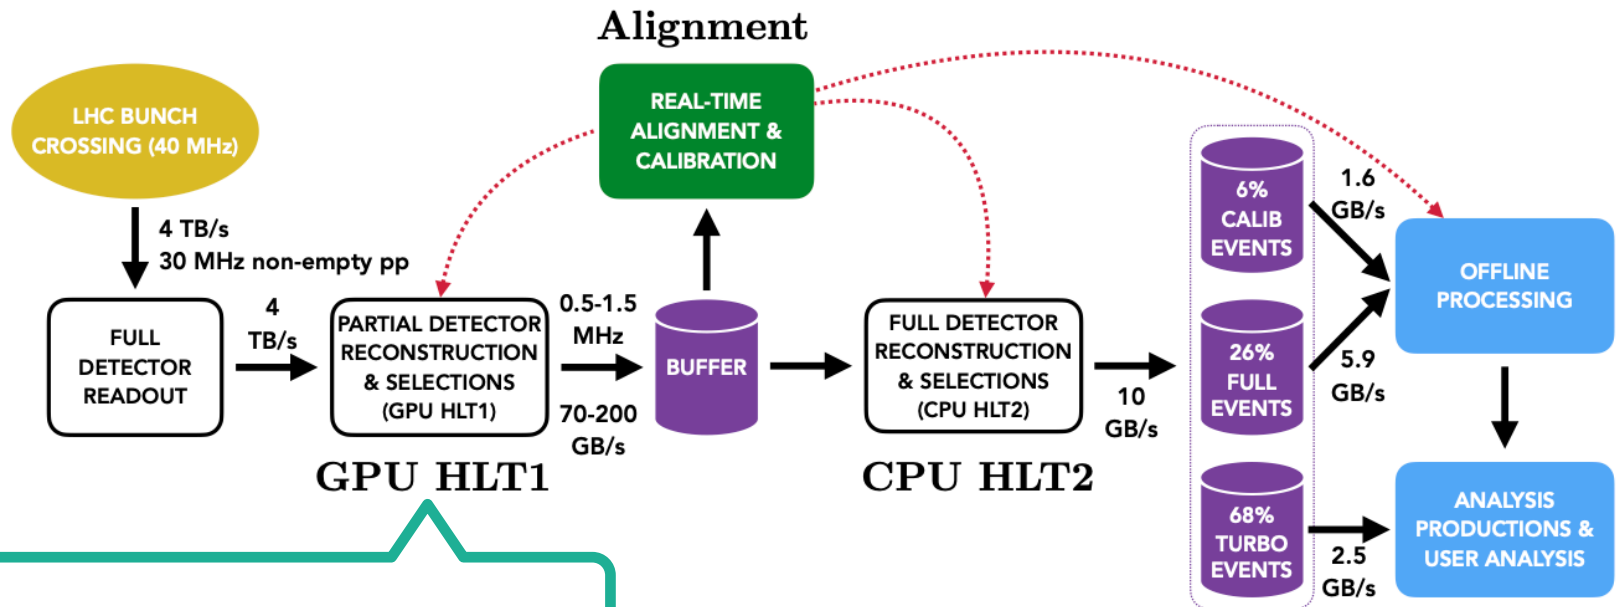 Alignment
LHC BUNCH
CROSSING (40 MHz)
4 TB/s
30 MHz non-empty pp
FULL
DETECTOR
READOUT
4
TB/s
PARTIAL DETECTOR
RECONSTRUCTION
& SELECTIONS
(GPU HLT1)
GPU HLT1
0.5-1.5
MHz
70-200
GB/s
REAL-TIME
ALIGNMENT &
CALIBRATION
BUFFER
FULL DETECTOR
RECONSTRUCTION
& SELECTIONS
(CPU HLT2)
CPU HLT2
10
GB/s
6%
CALIB
EVENTS
1.6
GB/s
26%
FULL
EVENTS
5.9
GB/s
68%
TURBO
EVENTS
2.5
GB/s
OFFLINE
PROCESSING
ANALYSIS
PRODUCTIONS &
USER ANALYSIS